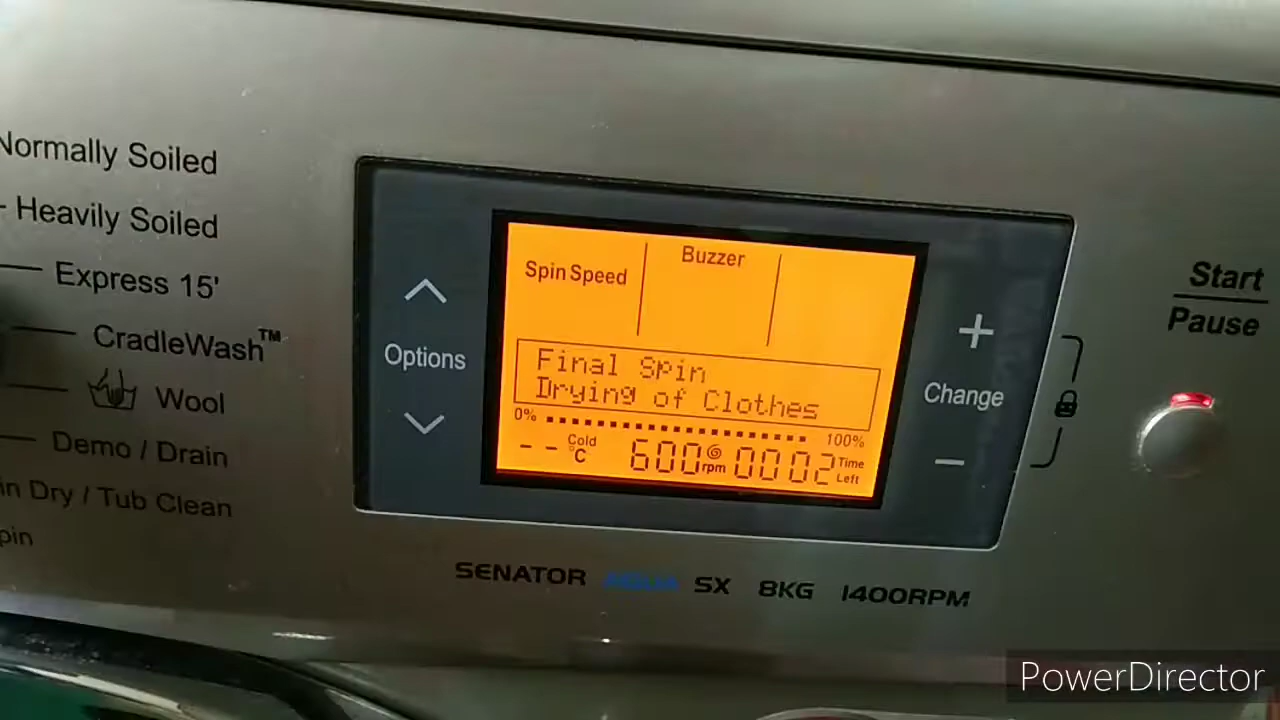 Normally Soiled
Heavily Soiled
Express 15'
CradleWash™
Wool
Demo / Drain
in Dry / Tub Clean
pin
Options
Spin Speed
Buzzer
Final Spin
Drying of Clothes
0% 100%
-- Cold °C 600 rpm 0002 Time Left
+
Change
−
Start
Pause
SENATOR AQUA SX 8KG 1400RPM
PowerDirector